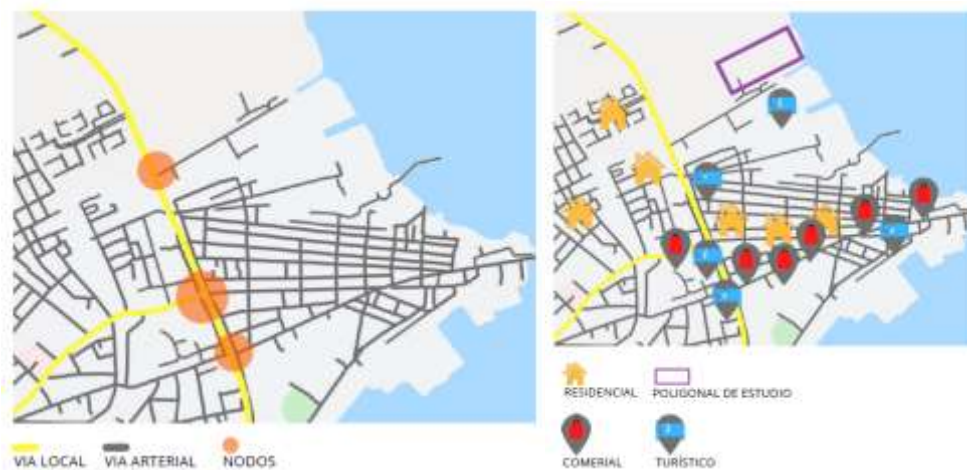 VIA LOCAL VIA ARTERIAL NODOS
RESIDENCIAL POLIGONAL DE ESTUDIO
COMERIAL TURÍSTICO